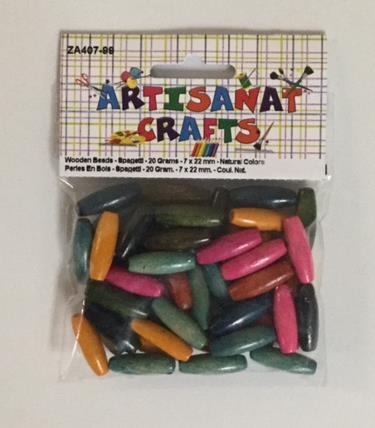 ZA407-99
ARTISANAT
CRAFTS
Wooden Beads - Spagetti - 20 Grams - 7 x 22 mm - Natural Colors
Perles En Bois - Spagetti - 20 Gram. - 7 x 22 mm. - Coul. Nat.